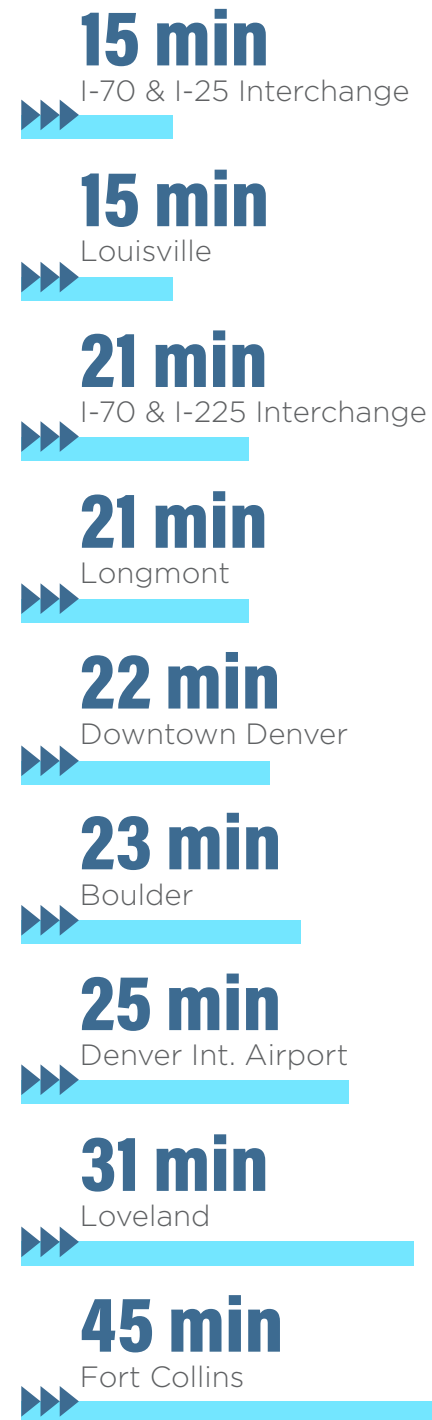 15 min
I-70 & I-25 Interchange
15 min
Louisville
21 min
I-70 & I-225 Interchange
21 min
Longmont
22 min
Downtown Denver
23 min
Boulder
25 min
Denver Int. Airport
31 min
Loveland
45 min
Fort Collins